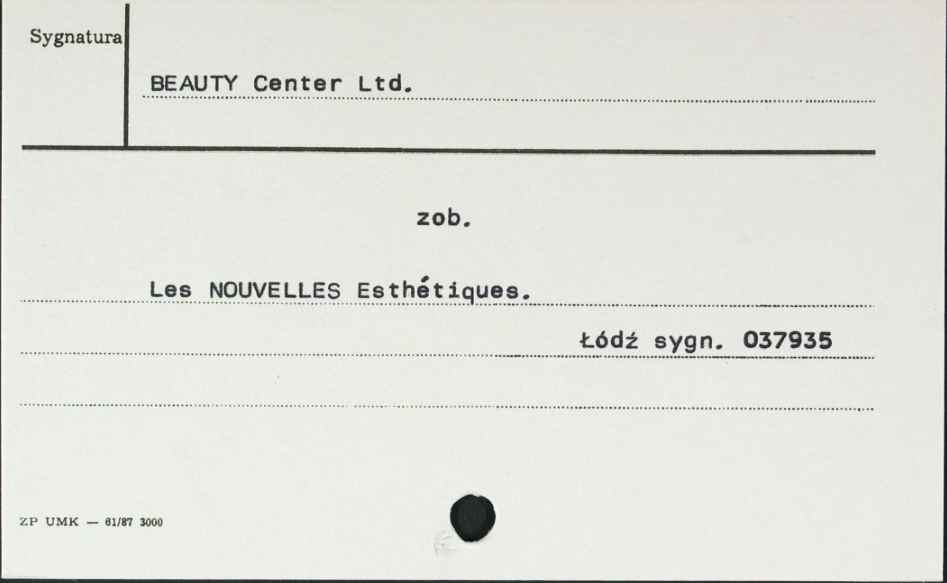 Sygnatura
BEAUTY Center Ltd.
zob.
Les NOUVELLES Esthétiques.
Łódź sygn. 037935
ZP UMK — 61/87 3000